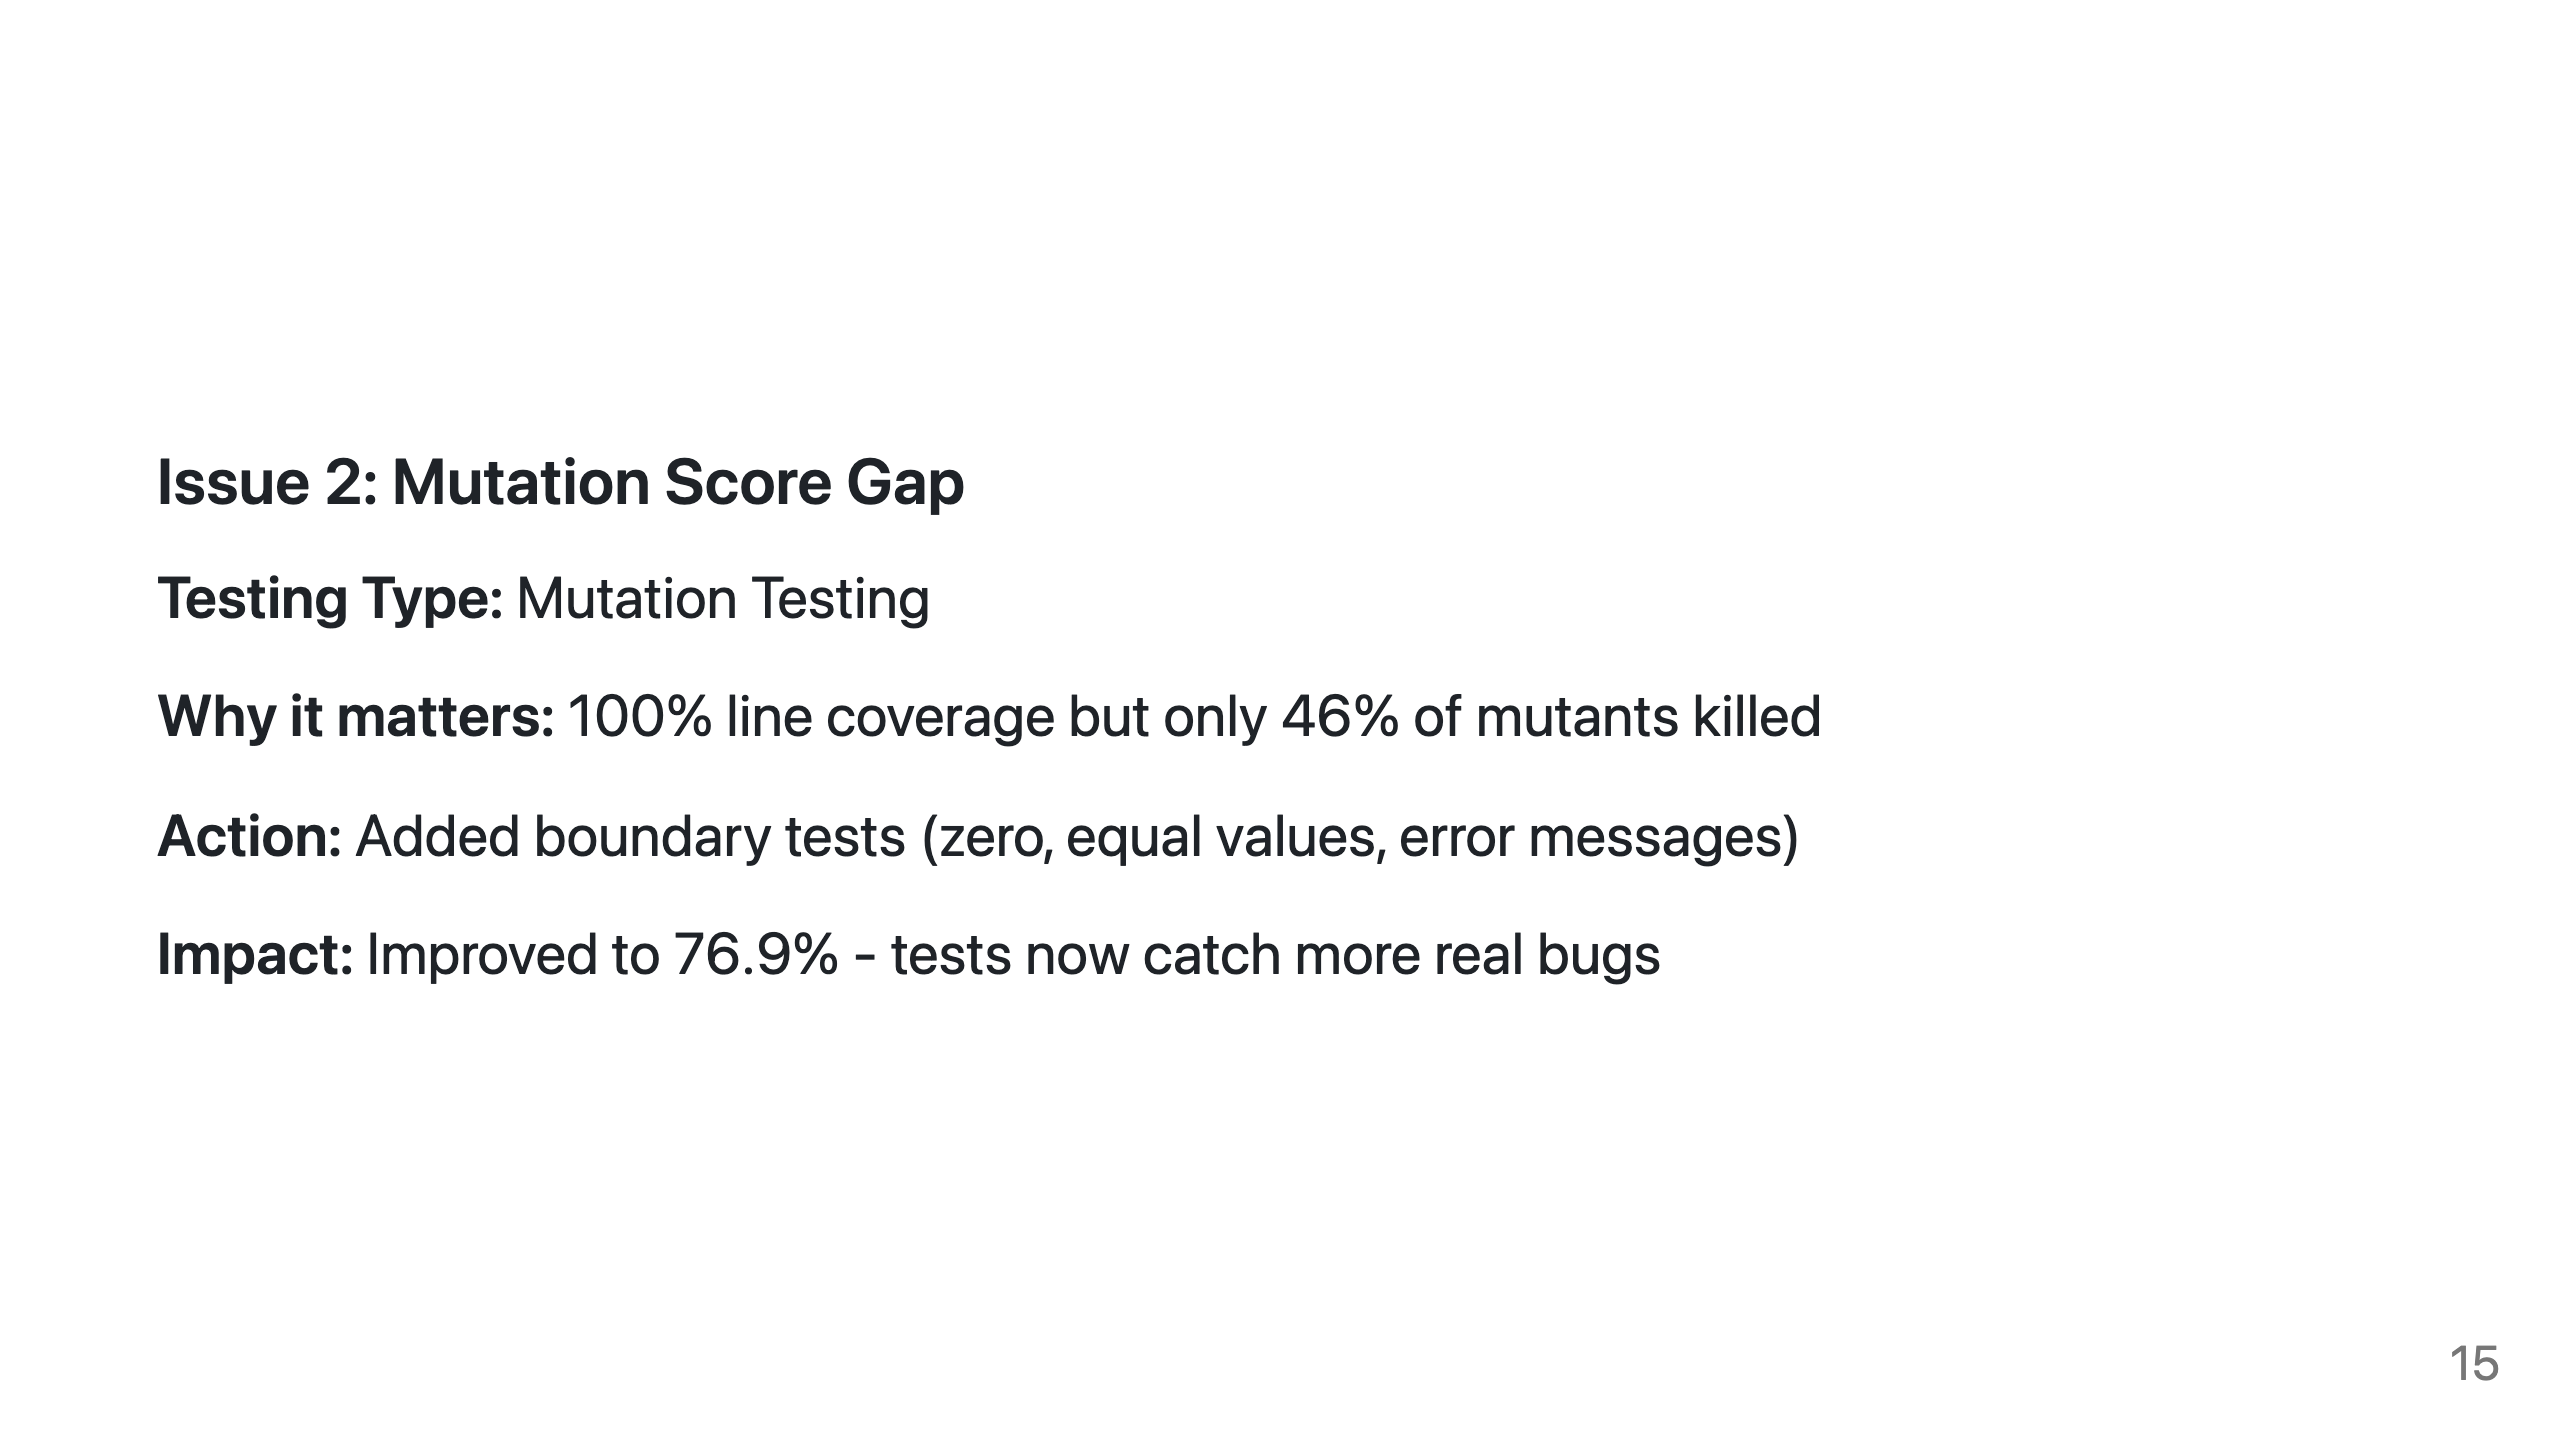 Issue 2: Mutation Score Gap
Testing Type: Mutation Testing
Why it matters: 100% line coverage but only 46% of mutants killed
Action: Added boundary tests (zero, equal values, error messages)
Impact: Improved to 76.9% - tests now catch more real bugs
15